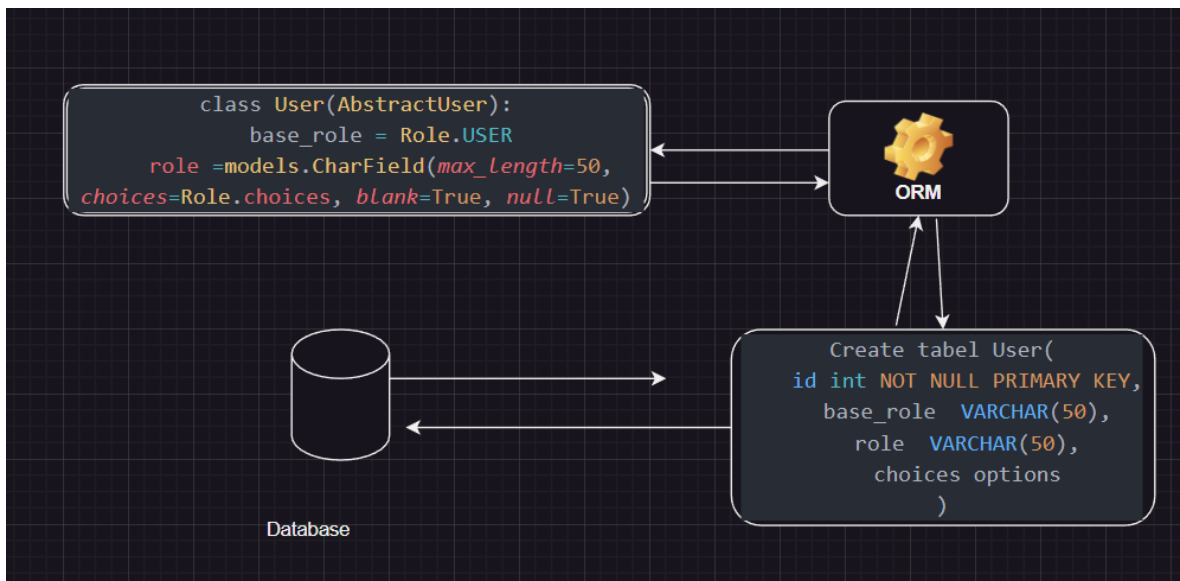 class User(AbstractUser):
base_role = Role.USER
role =models.CharField(max_length=50,
choices=Role.choices, blank=True, null=True)
ORM
Create tabel User(
id int NOT NULL PRIMARY KEY,
base_role VARCHAR(50),
role VARCHAR(50),
choices options
)
Database